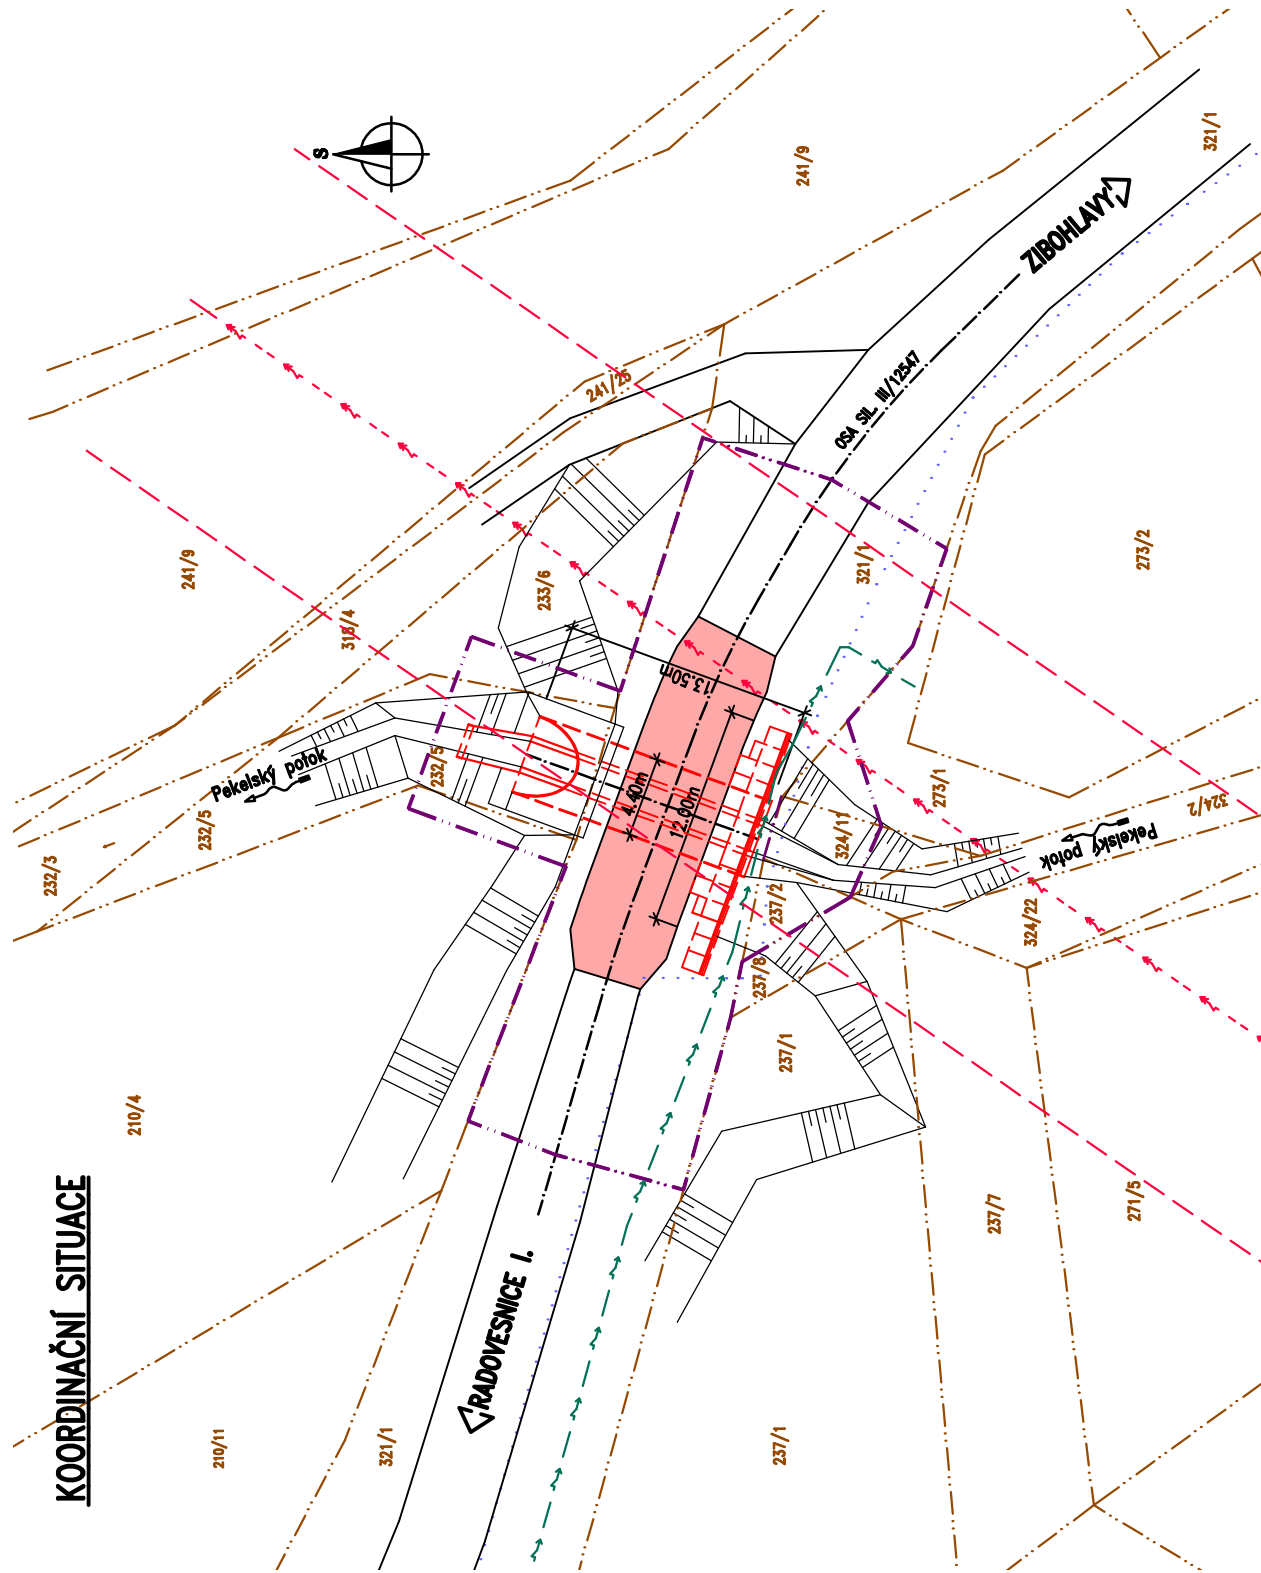 KOORDINAČNÍ SITUACE
S
241/9
321/1
ZIBOHLAVY
241/25
OSA SIL. III/12547
241/9
318/4
233/6
321/1
273/2
13.50m
Pekelský potok
232/5
232/5
232/3
4.40m
12.00m
273/1
324/2
324/11
Pekelský potok
237/2
324/22
237/8
237/1
210/4
237/7
271/5
RADOVESNICE I.
210/11
321/1
237/1